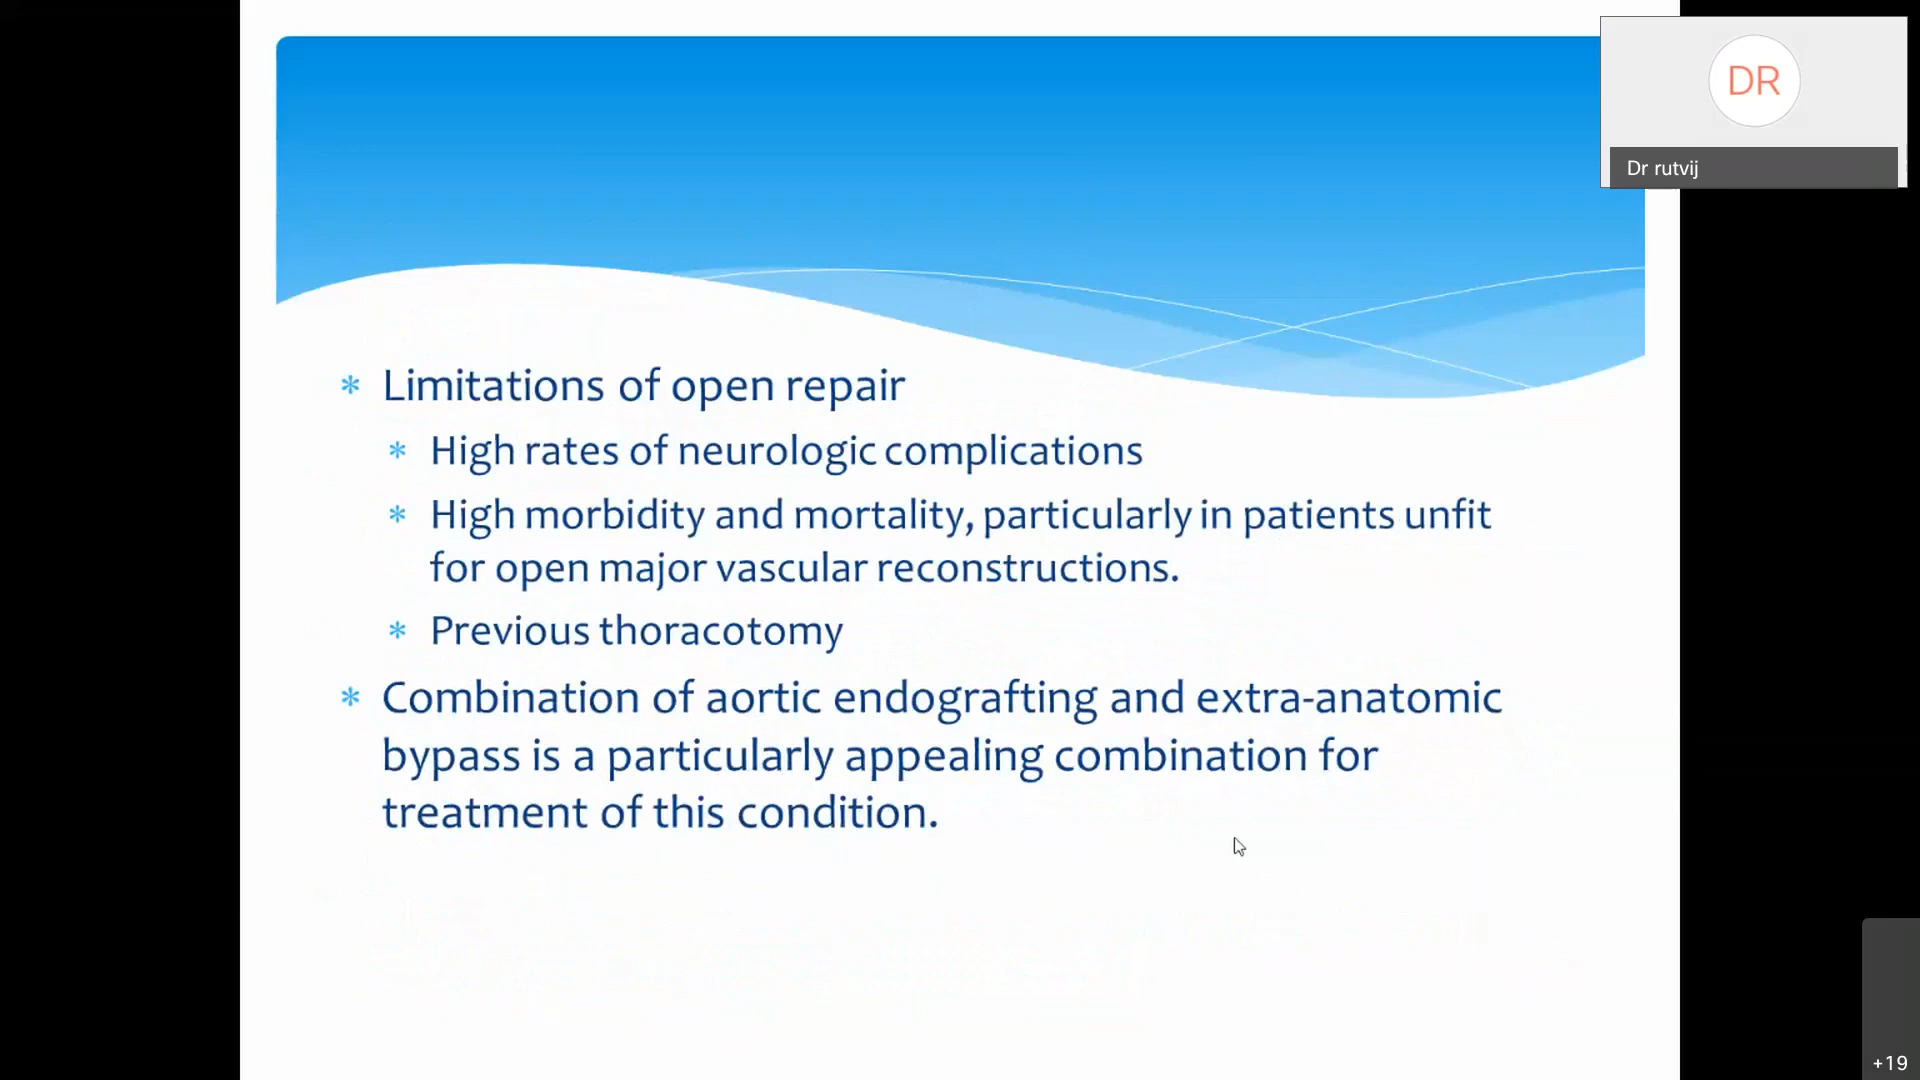 DR
Dr rutvij
* Limitations of open repair
* High rates of neurologic complications
* High morbidity and mortality, particularly in patients unfit
for open major vascular reconstructions.
* Previous thoracotomy
* Combination of aortic endografting and extra-anatomic
bypass is a particularly appealing combination for
treatment of this condition.
+19